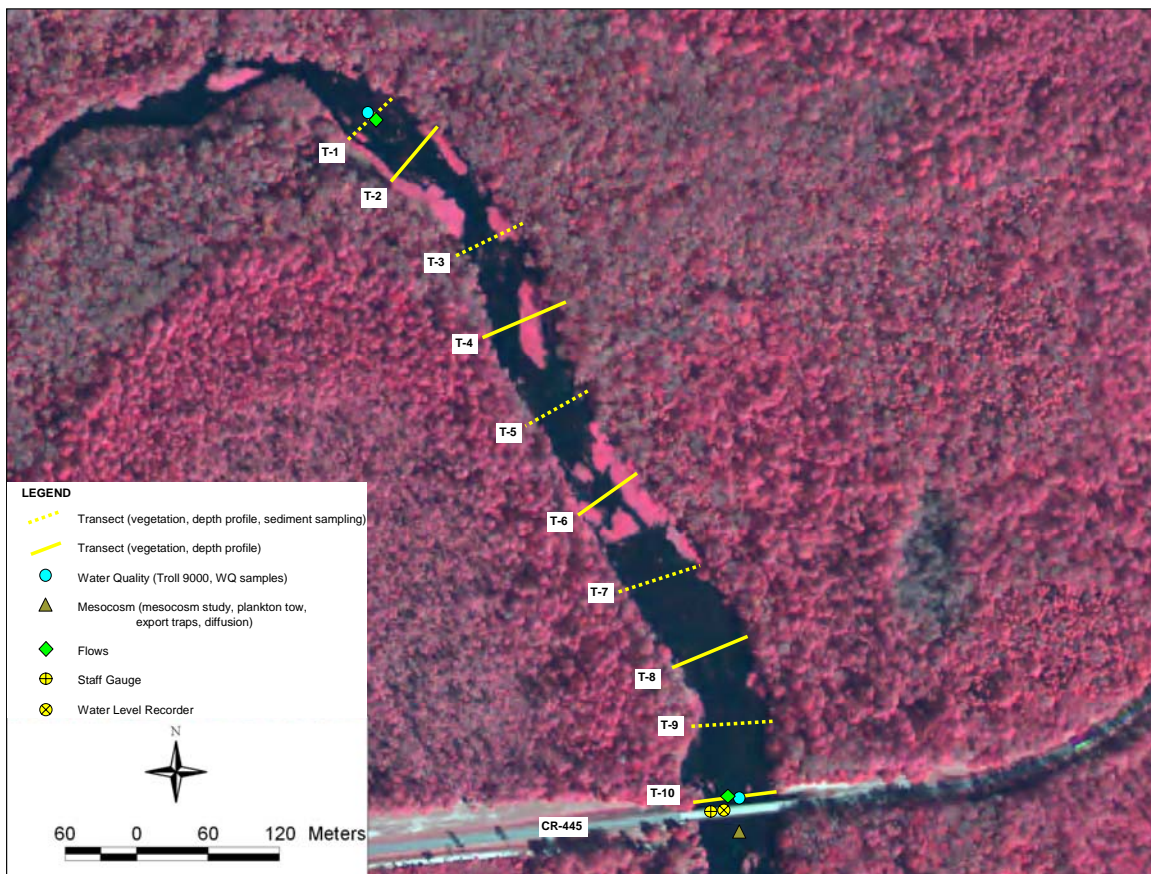 T-1
T-2
T-3
T-4
T-5
T-6
T-7
T-8
T-9
T-10
CR-445
LEGEND
Transect (vegetation, depth profile, sediment sampling)
Transect (vegetation, depth profile)
Water Quality (Troll 9000, WQ samples)
Mesocosm (mesocosm study, plankton tow,
export traps, diffusion)
Flows
Staff Gauge
Water Level Recorder
N
60 0 60 120 Meters